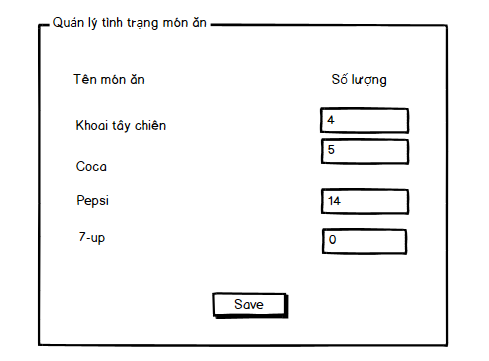 Quản lý tình trạng món ăn
Tên món ăn Số lượng
Khoai tây chiên 4
Coca 5
Pepsi 14
7-up 0
Save